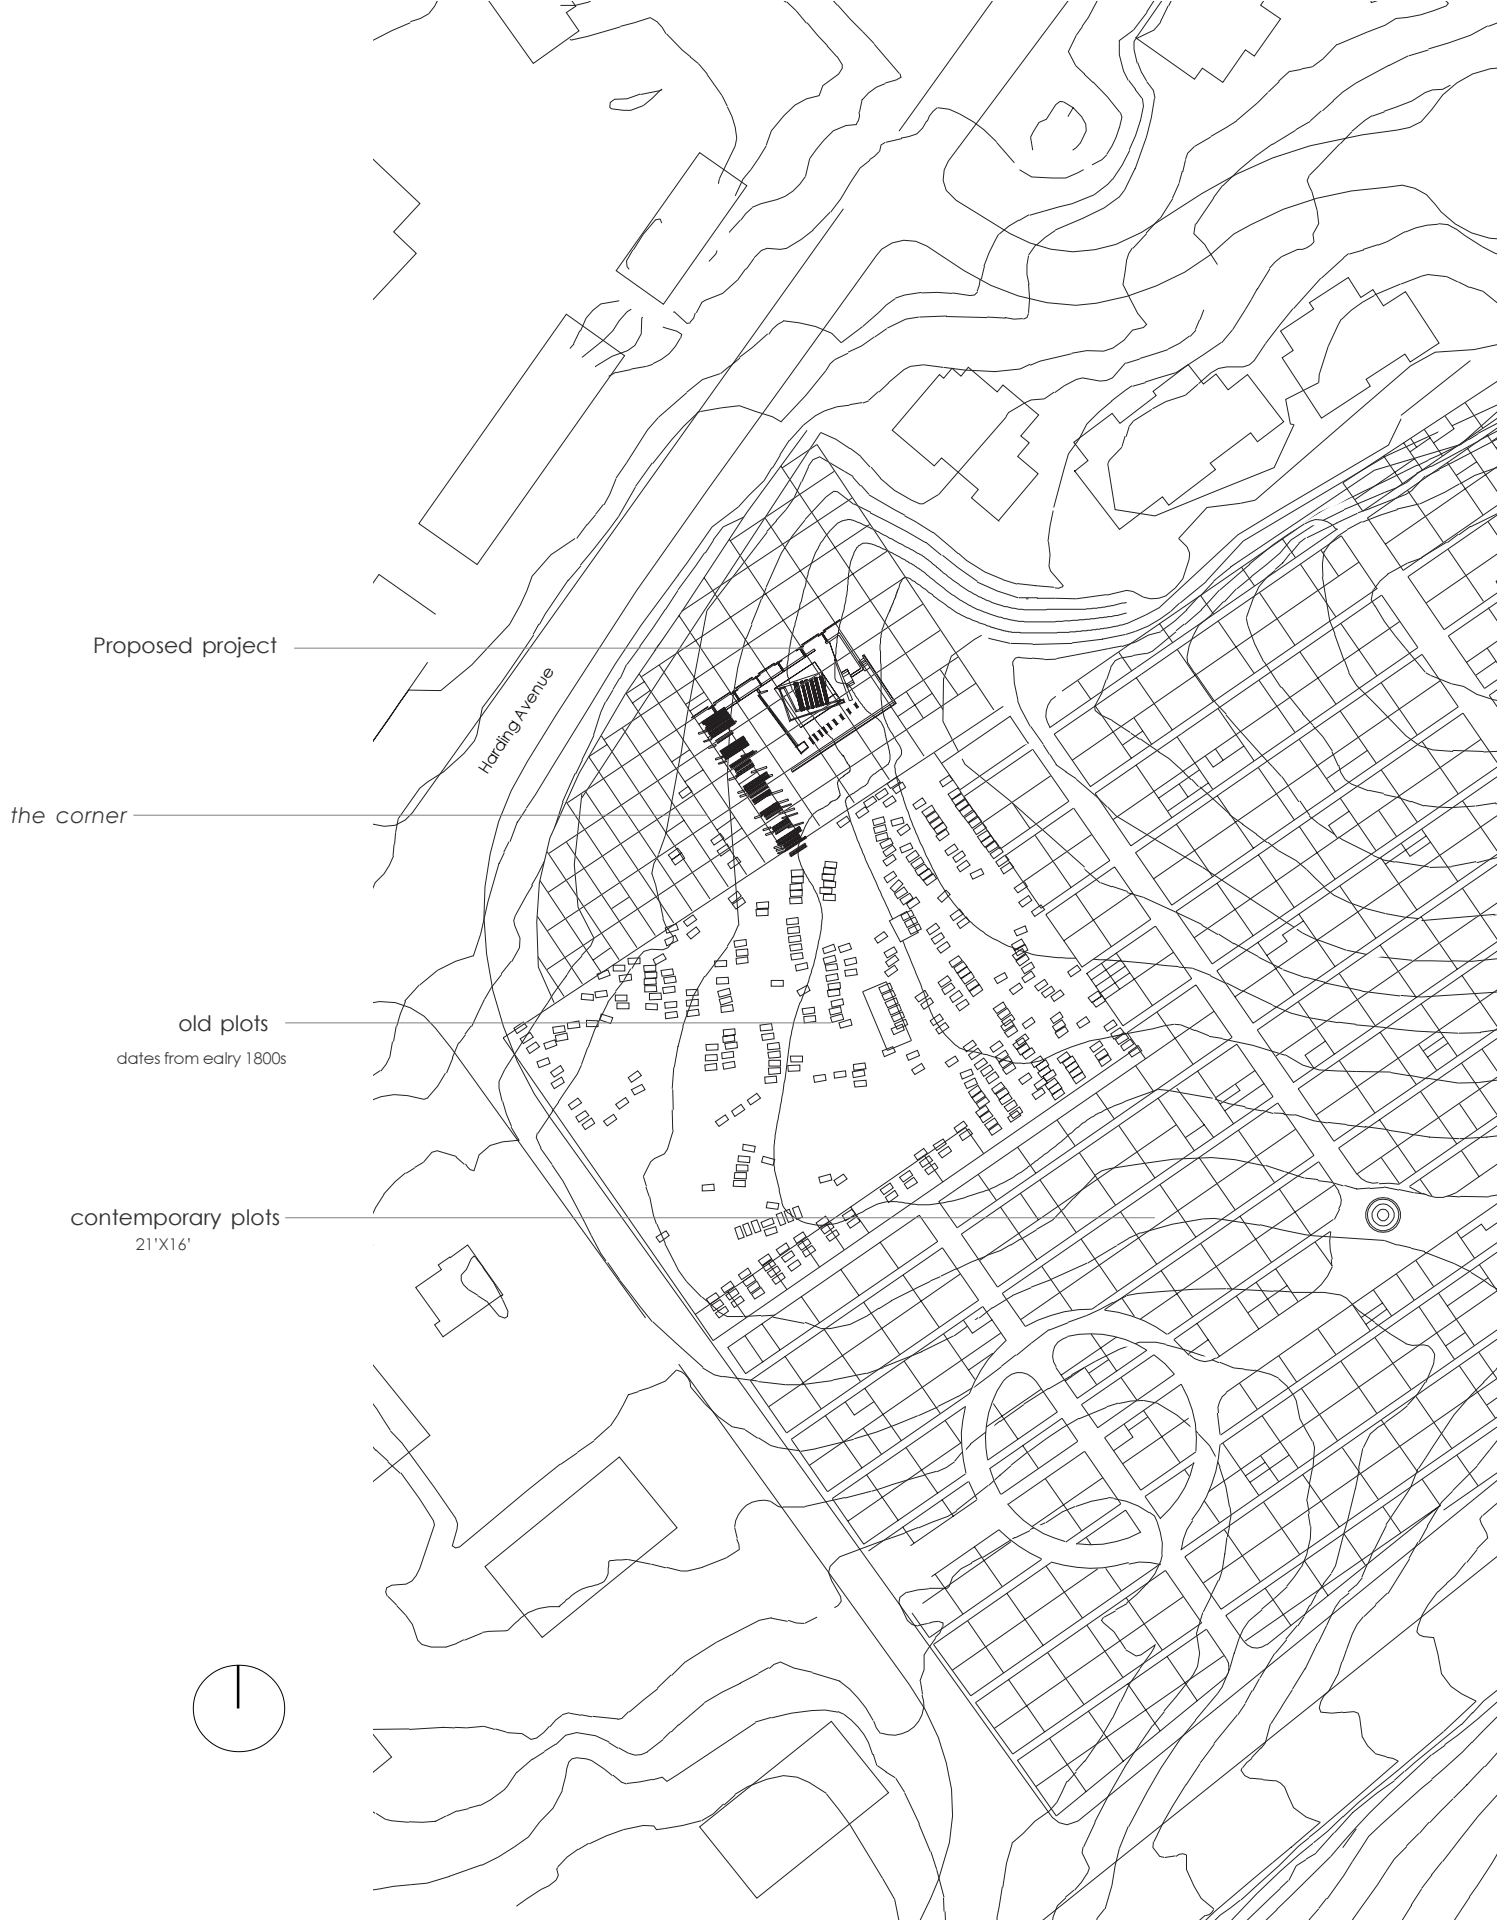 Proposed project
Harding Avenue
the corner
old plots
dates from ealry 1800s
contemporary plots
21'X16'